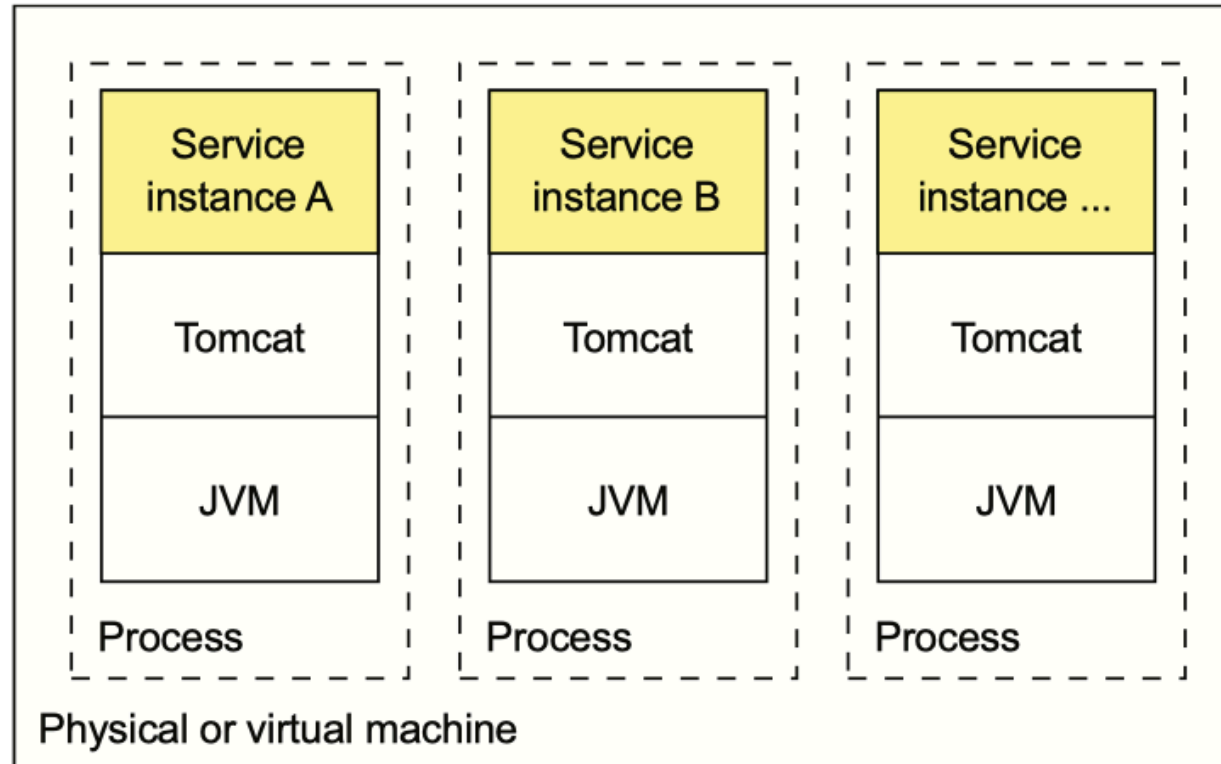 Service
instance A
Tomcat
JVM
Process
Service
instance B
Tomcat
JVM
Process
Service
instance ...
Tomcat
JVM
Process
Physical or virtual machine